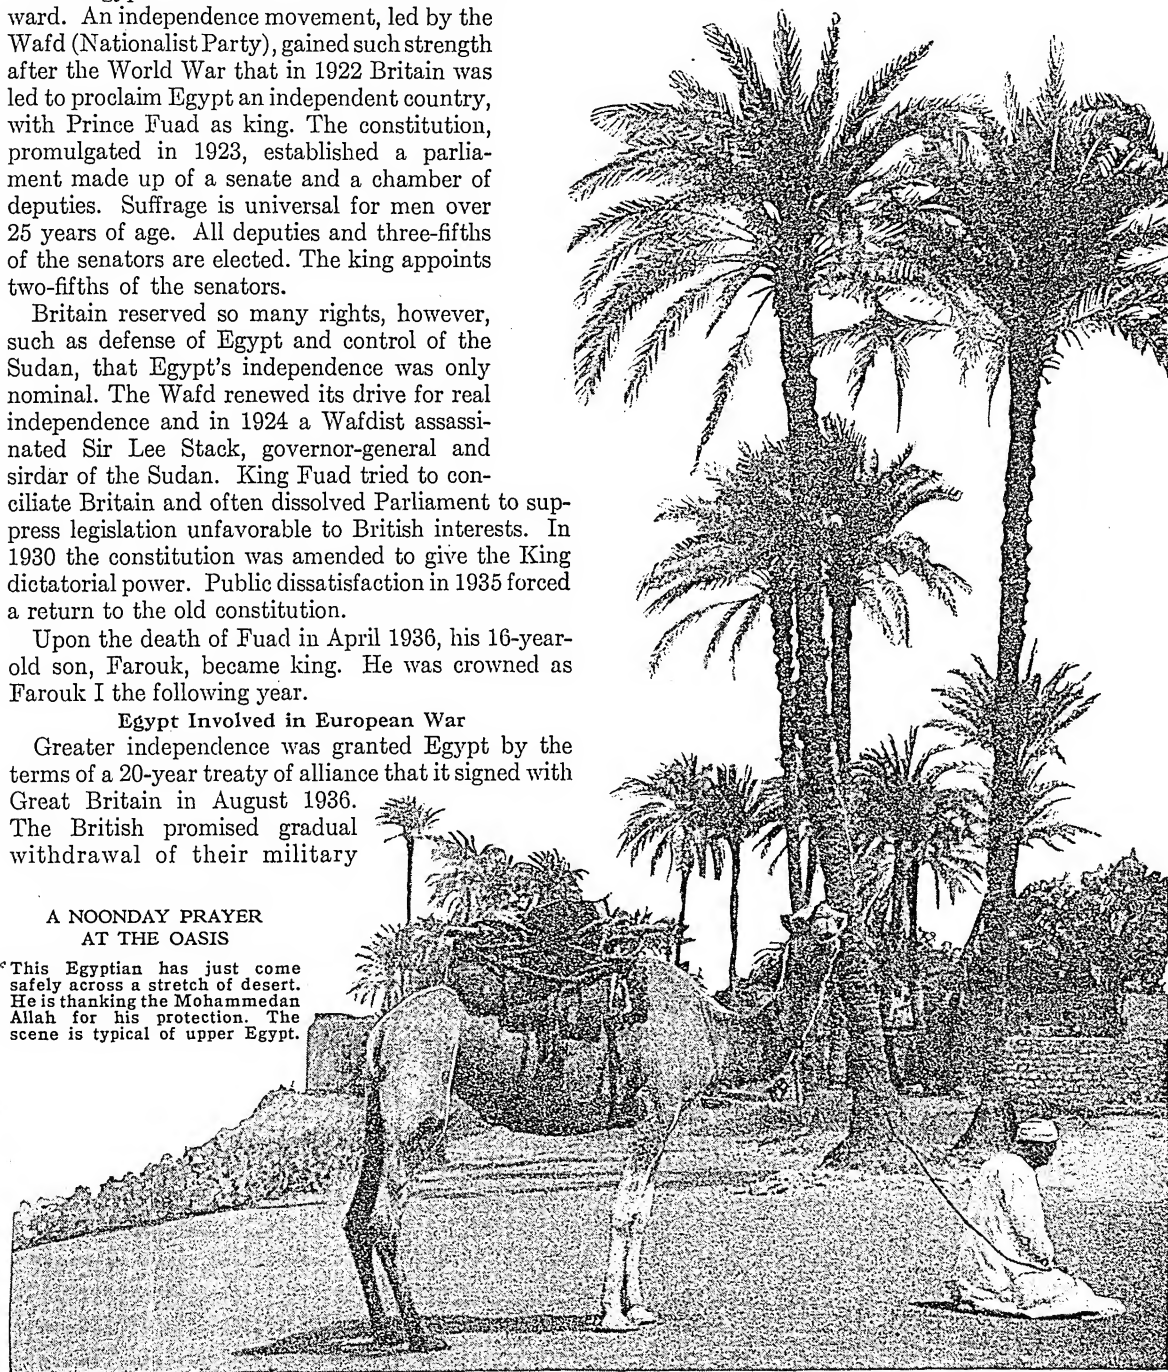 ward. An independence movement, led by the
Wafd (Nationalist Party), gained such strength
after the World War that in 1922 Britain was
led to proclaim Egypt an independent country,
with Prince Fuad as king. The constitution,
promulgated in 1923, established a parlia-
ment made up of a senate and a chamber of
deputies. Suffrage is universal for men over
25 years of age. All deputies and three-fifths
of the senators are elected. The king appoints
two-fifths of the senators.
Britain reserved so many rights, however,
such as defense of Egypt and control of the
Sudan, that Egypt's independence was only
nominal. The Wafd renewed its drive for real
independence and in 1924 a Wafdist assassi-
nated Sir Lee Stack, governor-general and
sirdar of the Sudan. King Fuad tried to con-
ciliate Britain and often dissolved Parliament to sup-
press legislation unfavorable to British interests. In
1930 the constitution was amended to give the King
dictatorial power. Public dissatisfaction in 1935 forced
a return to the old constitution.
Upon the death of Fuad in April 1936, his 16-year-
old son, Farouk, became king. He was crowned as
Farouk I the following year.
Egypt Involved in European War
Greater independence was granted Egypt by the
terms of a 20-year treaty of alliance that it signed with
Great Britain in August 1936.
The British promised gradual
withdrawal of their military
A NOONDAY PRAYER
AT THE OASIS
This Egyptian has just come
safely across a stretch of desert.
He is thanking the Mohammedan
Allah for his protection. The
scene is typical of upper Egypt.